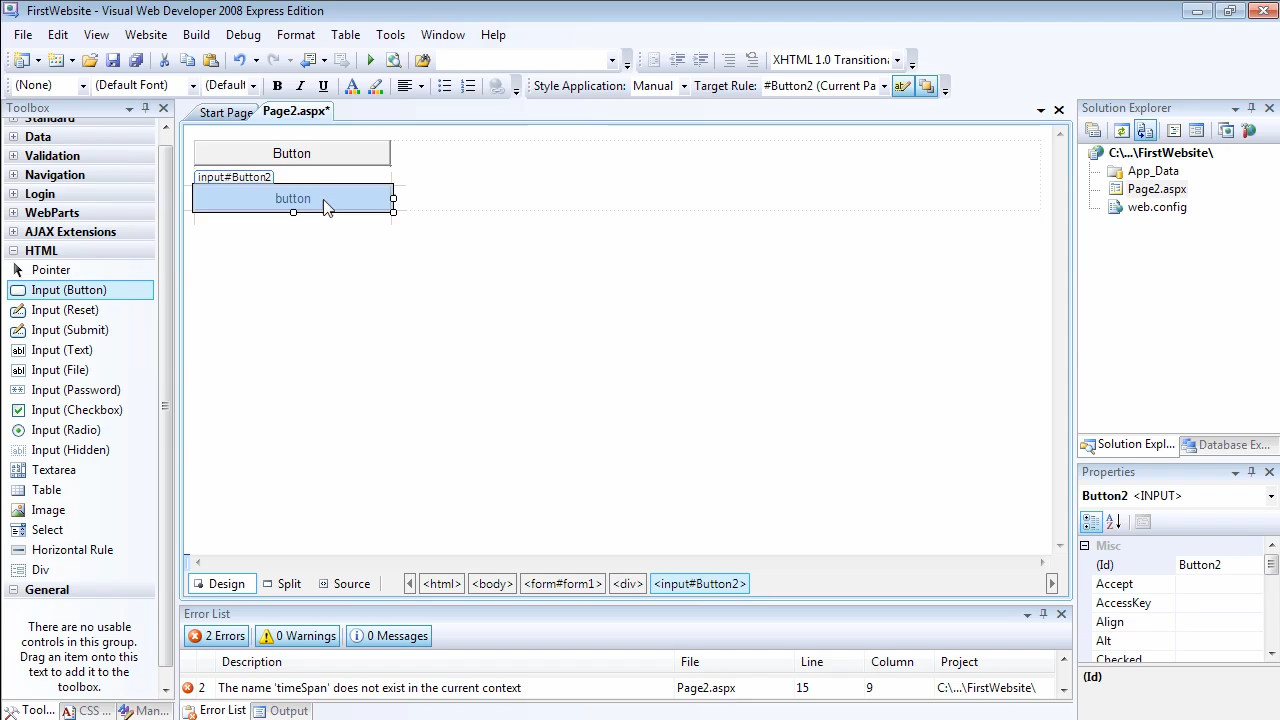 FirstWebsite - Visual Web Developer 2008 Express Edition
File Edit View Website Build Debug Format Table Tools Window Help
XHTML 1.0 Transition
(None) (Default Font) (Default B I U Style Application: Manual Target Rule: #Button2 (Current Pa
Toolbox
Standard
Data
Validation
Navigation
Login
WebParts
AJAX Extensions
HTML
Pointer
Input (Button)
Input (Reset)
Input (Submit)
Input (Text)
Input (File)
Input (Password)
Input (Checkbox)
Input (Radio)
Input (Hidden)
Textarea
Table
Image
Select
Horizontal Rule
Div
General
There are no usable
controls in this group.
Drag an item onto this
text to add it to the
toolbox.
Tool... CSS ... Man...
Start Page Page2.aspx*
Button
input#Button2
button
Design Split Source <html> <body> <form#form1> <div> <input#Button2>
Error List
2 Errors 0 Warnings 0 Messages
Description File Line Column Project
2 The name 'timeSpan' does not exist in the current context Page2.aspx 15 9 C:\...\FirstWebsite\
Error List Output
Solution Explorer
C:\...\FirstWebsite\
App_Data
Page2.aspx
web.config
Solution Expl... Database Ex...
Properties
Button2 <INPUT>
Misc
(Id) Button2
Accept
AccessKey
Align
Alt
Checked
(Id)